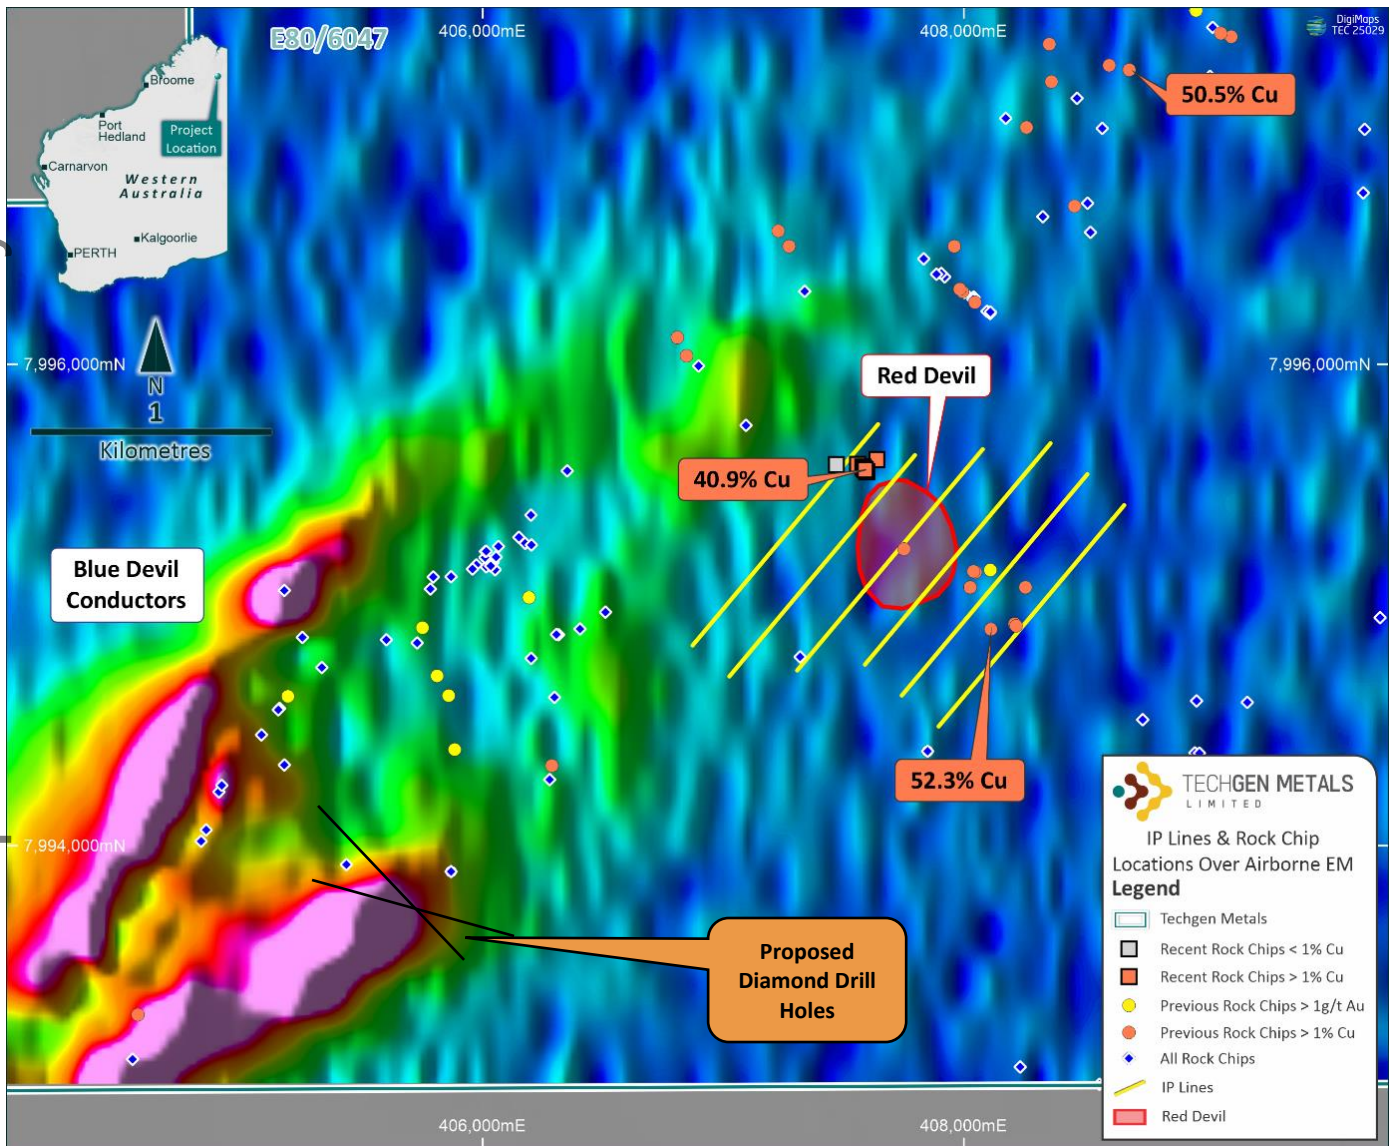 E80/6047
406,000mE
408,000mE
DigiMaps
TEC 25029
Broome
Port
Hedland
Project
Location
Carnarvon
Western
Australia
Kalgoorlie
PERTH
50.5% Cu
7,996,000mN
7,996,000mN
N
1
Kilometres
Red Devil
40.9% Cu
Blue Devil
Conductors
52.3% Cu
7,994,000mN
Proposed
Diamond Drill
Holes
TECHGEN METALS
LIMITED
IP Lines & Rock Chip
Locations Over Airborne EM
Legend
Techgen Metals
Recent Rock Chips < 1% Cu
Recent Rock Chips > 1% Cu
Previous Rock Chips > 1g/t Au
Previous Rock Chips > 1% Cu
All Rock Chips
IP Lines
Red Devil
406,000mE
408,000mE